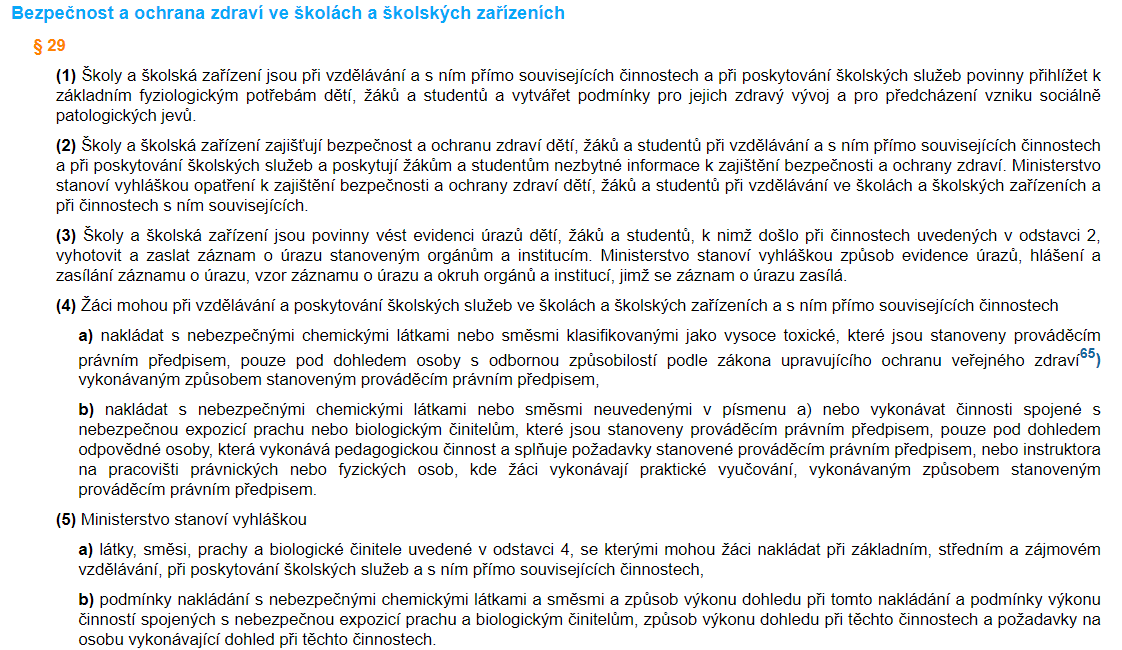 Bezpečnost a ochrana zdraví ve školách a školských zařízeních
§ 29
(1) Školy a školská zařízení jsou při vzdělávání a s ním přímo souvisejících činnostech a při poskytování školských služeb povinny přihlížet k
základním fyziologickým potřebám dětí, žáků a studentů a vytvářet podmínky pro jejich zdravý vývoj a pro předcházení vzniku sociálně
patologických jevů.
(2) Školy a školská zařízení zajišťují bezpečnost a ochranu zdraví dětí, žáků a studentů při vzdělávání a s ním přímo souvisejících činnostech
a při poskytování školských služeb a poskytují žákům a studentům nezbytné informace k zajištění bezpečnosti a ochrany zdraví. Ministerstvo
stanoví vyhláškou opatření k zajištění bezpečnosti a ochrany zdraví dětí, žáků a studentů při vzdělávání ve školách a školských zařízeních a
při činnostech s ním souvisejících.
(3) Školy a školská zařízení jsou povinny vést evidenci úrazů dětí, žáků a studentů, k nimž došlo při činnostech uvedených v odstavci 2,
vyhotovit a zaslat záznam o úrazu stanoveným orgánům a institucím. Ministerstvo stanoví vyhláškou způsob evidence úrazů, hlášení a
zasílání záznamu o úrazu, vzor záznamu o úrazu a okruh orgánů a institucí, jimž se záznam o úrazu zasílá.
(4) Žáci mohou při vzdělávání a poskytování školských služeb ve školách a školských zařízeních a s ním přímo souvisejících činnostech
a) nakládat s nebezpečnými chemickými látkami nebo směsmi klasifikovanými jako vysoce toxické, které jsou stanoveny prováděcím
právním předpisem, pouze pod dohledem osoby s odbornou způsobilostí podle zákona upravujícího ochranu veřejného zdraví65)
vykonávaným způsobem stanoveným prováděcím právním předpisem,
b) nakládat s nebezpečnými chemickými látkami nebo směsmi neuvedenými v písmenu a) nebo vykonávat činnosti spojené s
nebezpečnou expozicí prachu nebo biologickým činitelům, které jsou stanoveny prováděcím právním předpisem, pouze pod dohledem
odpovědné osoby, která vykonává pedagogickou činnost a splňuje požadavky stanovené prováděcím právním předpisem, nebo instruktora
na pracovišti právnických nebo fyzických osob, kde žáci vykonávají praktické vyučování, vykonávaným způsobem stanoveným
prováděcím právním předpisem.
(5) Ministerstvo stanoví vyhláškou
a) látky, směsi, prachy a biologické činitele uvedené v odstavci 4, se kterými mohou žáci nakládat při základním, středním a zájmovém
vzdělávání, při poskytování školských služeb a s ním přímo souvisejících činnostech,
b) podmínky nakládání s nebezpečnými chemickými látkami a směsmi a způsob výkonu dohledu při tomto nakládání a podmínky výkonu
činností spojených s nebezpečnou expozicí prachu a biologickým činitelům, způsob výkonu dohledu při těchto činnostech a požadavky na
osobu vykonávající dohled při těchto činnostech.